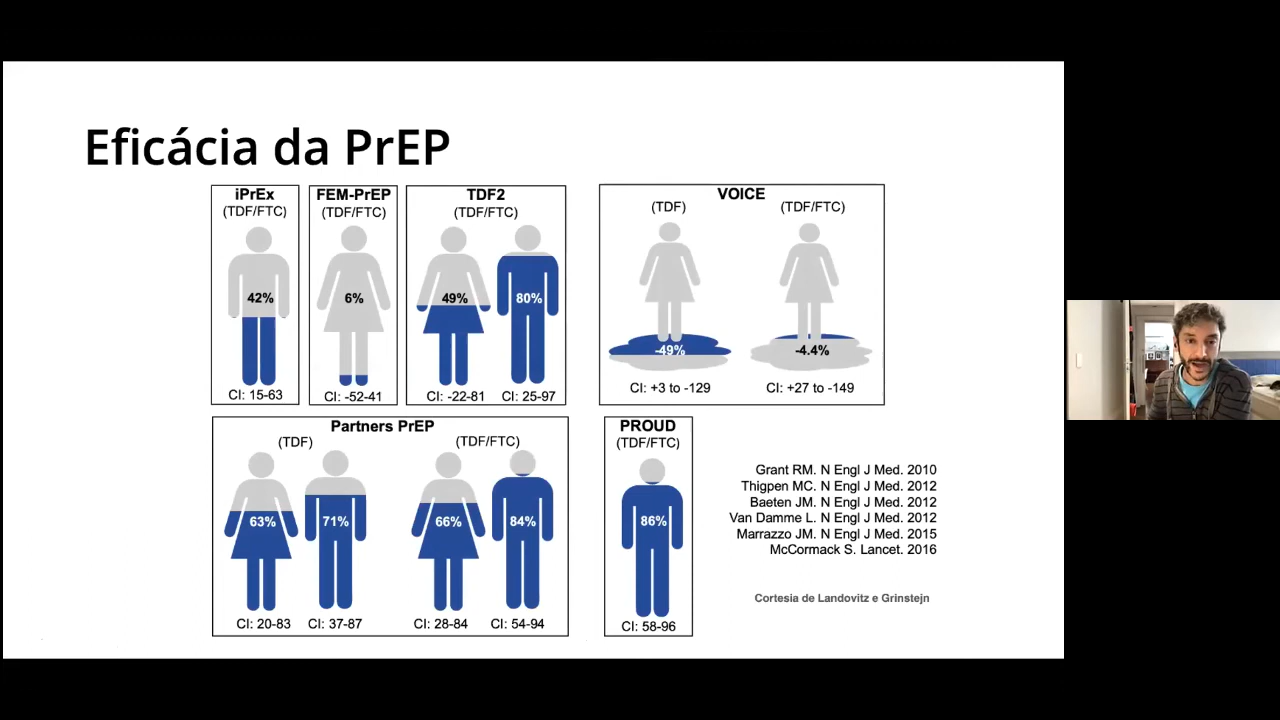 Eficácia da PrEP
iPrEx
(TDF/FTC)
42%
CI: 15-63
FEM-PrEP
(TDF/FTC)
6%
CI: -52-41
TDF2
(TDF/FTC)
49%
80%
CI: -22-81
CI: 25-97
VOICE
(TDF)
(TDF/FTC)
-49%
-4.4%
CI: +3 to -129
CI: +27 to -149
Partners PrEP
(TDF)
(TDF/FTC)
63%
71%
66%
84%
CI: 20-83
CI: 37-87
CI: 28-84
CI: 54-94
PROUD
(TDF/FTC)
86%
CI: 58-96
Grant RM. N Engl J Med. 2010
Thigpen MC. N Engl J Med. 2012
Baeten JM. N Engl J Med. 2012
Van Damme L. N Engl J Med. 2012
Marrazzo JM. N Engl J Med. 2015
McCormack S. Lancet. 2016
Cortesia de Landovitz e Grinstejn